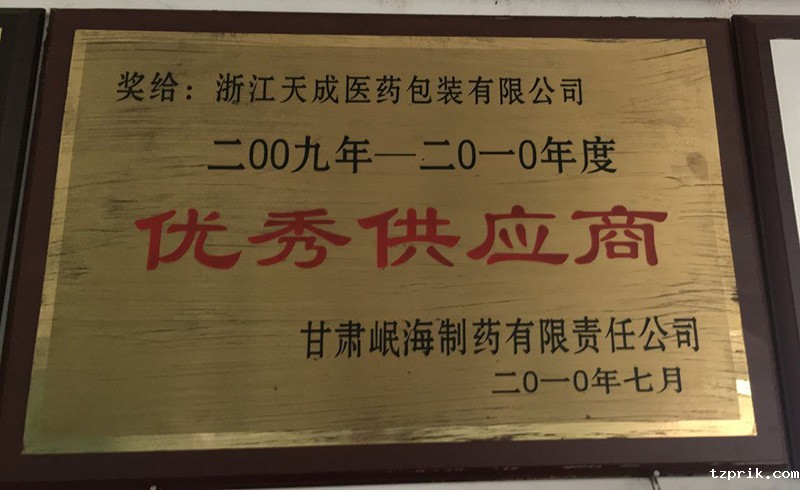 奖给：浙江天成医药包装有限公司
二00九年—二0一0年度
优秀供应商
甘肃岷海制药有限责任公司
二0一0年七月
tzprik.com